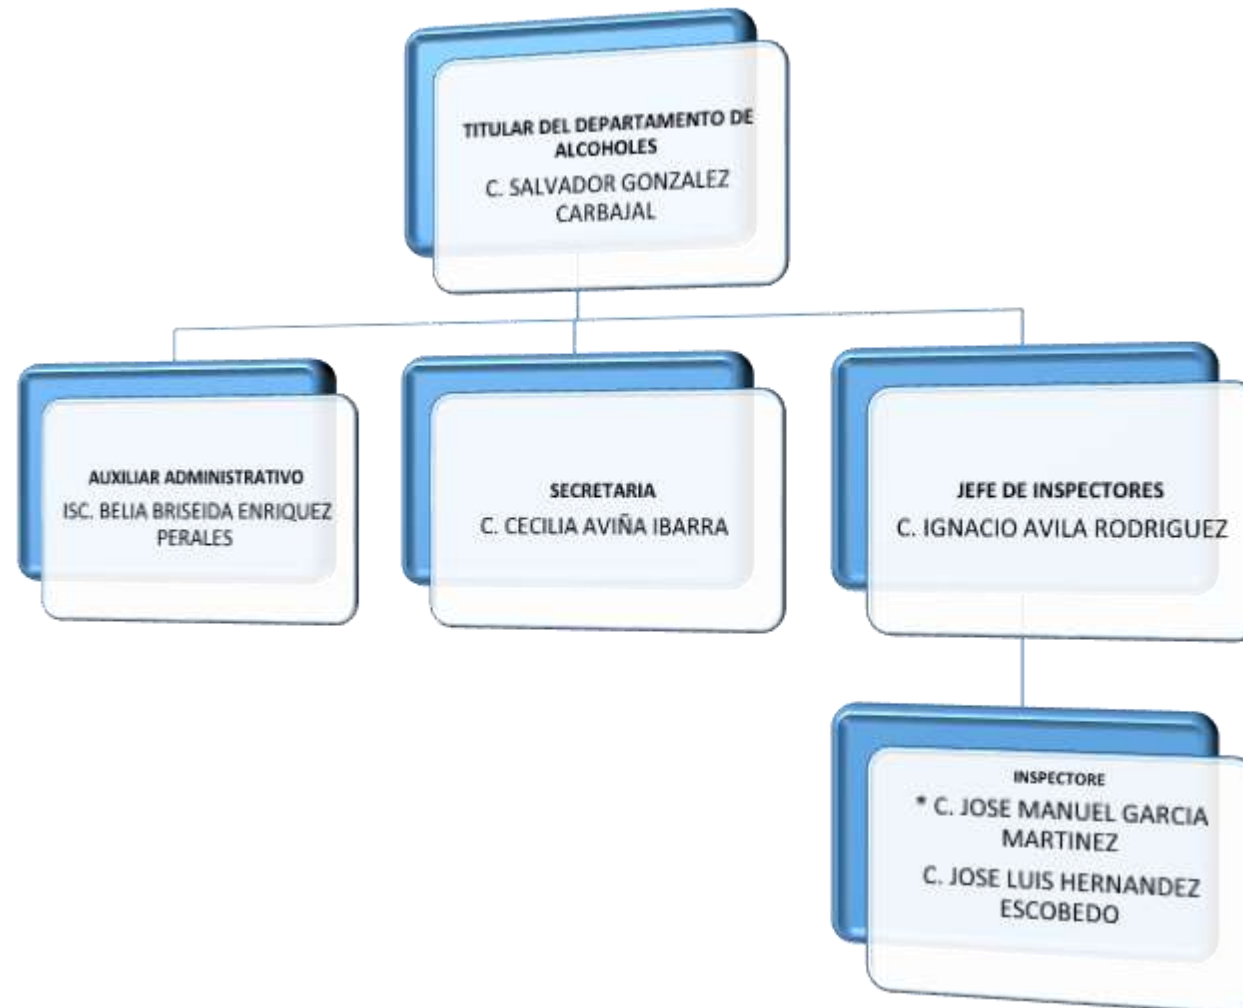 TITULAR DEL DEPARTAMENTO DE
ALCOHOLES
C. SALVADOR GONZALEZ
CARBAJAL
AUXILIAR ADMINISTRATIVO
ISC. BELIA BRISEIDA ENRIQUEZ
PERALES
SECRETARIA
C. CECILIA AVIÑA IBARRA
JEFE DE INSPECTORES
C. IGNACIO AVILA RODRIGUEZ
INSPECTORE
* C. JOSE MANUEL GARCIA
MARTINEZ
C. JOSE LUIS HERNANDEZ
ESCOBEDO